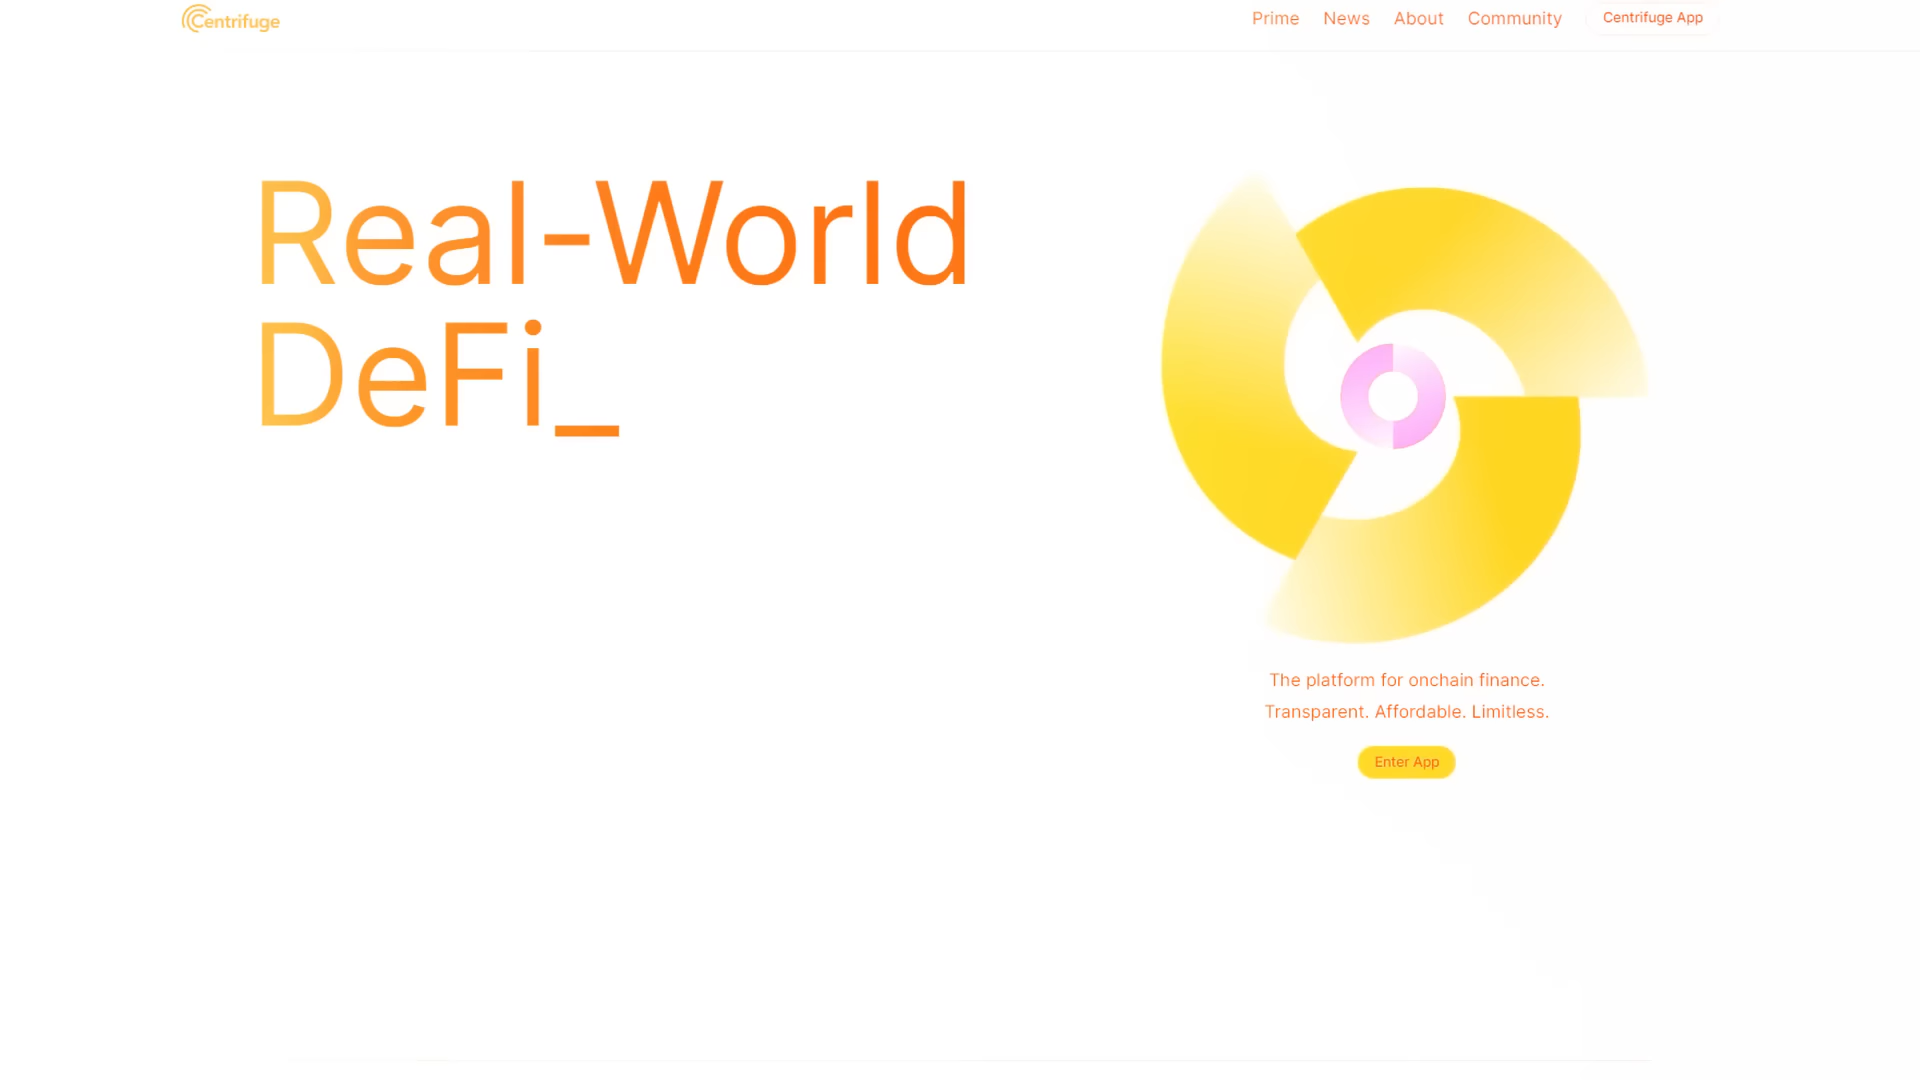 Centrifuge
Prime News About Community Centrifuge App
Real-World
DeFi_
The platform for onchain finance.
Transparent. Affordable. Limitless.
Enter App